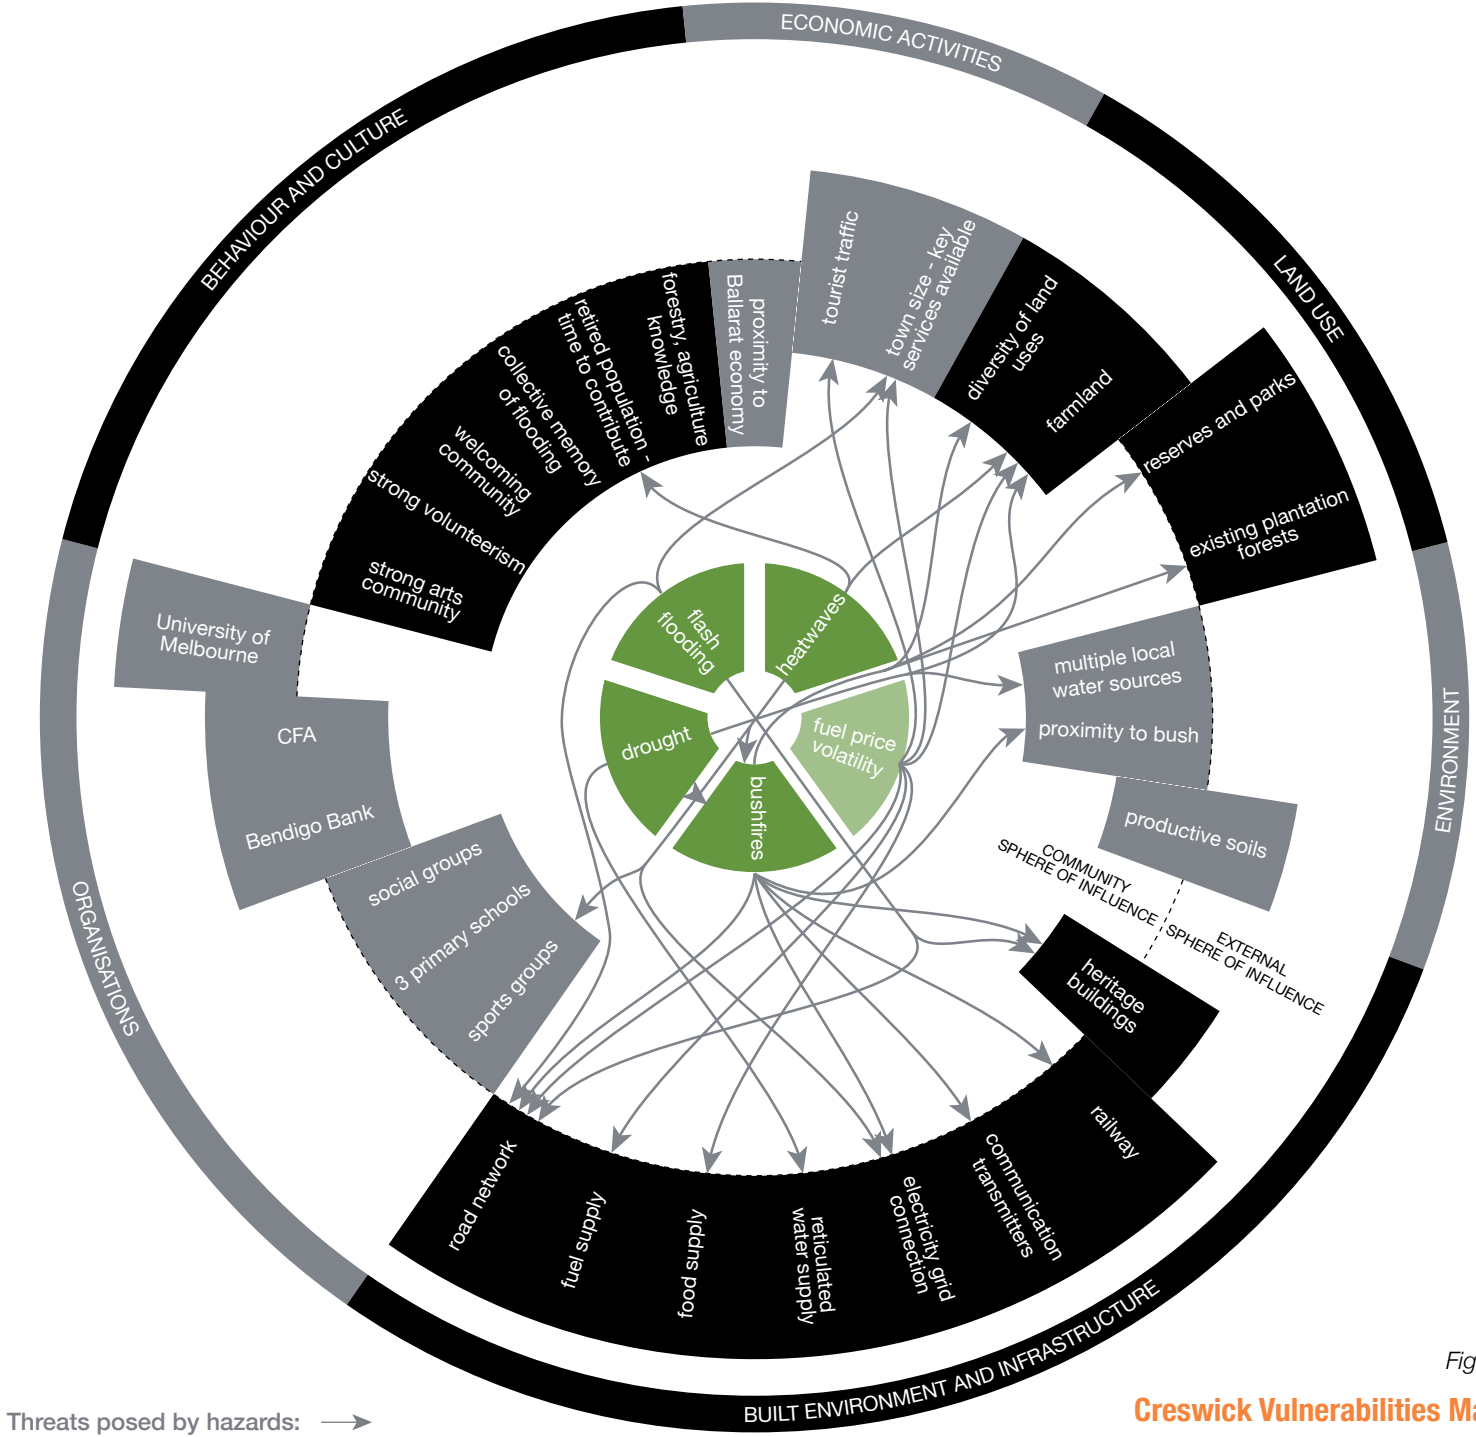 ECONOMIC ACTIVITIES
BEHAVIOUR AND CULTURE
LAND USE
ENVIRONMENT
ORGANISATIONS
BUILT ENVIRONMENT AND INFRASTRUCTURE
tourist traffic
town size - key
services available
diversity of land
uses
farmland
reserves and parks
existing plantation
forests
multiple local
water sources
proximity to bush
productive soils
COMMUNITY
SPHERE OF INFLUENCE
EXTERNAL
SPHERE OF INFLUENCE
heritage
buildings
railway
communication
transmitters
electricity grid
connection
reticulated
water supply
food supply
fuel supply
road network
sports groups
3 primary schools
social groups
Bendigo Bank
CFA
University of
Melbourne
strong arts
community
strong volunteerism
welcoming
community
collective memory
of flooding
retired population -
time to contribute
forestry, agriculture
knowledge
proximity to
Ballarat economy
flash
flooding
heatwaves
drought
fuel price
volatility
bushfires
Threats posed by hazards:
Fig
Creswick Vulnerabilities Ma